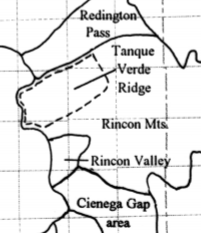 Redington
Pass
Tanque
Verde
Ridge
Rincon Mts.
Rincon Valley
Cienega Gap
area